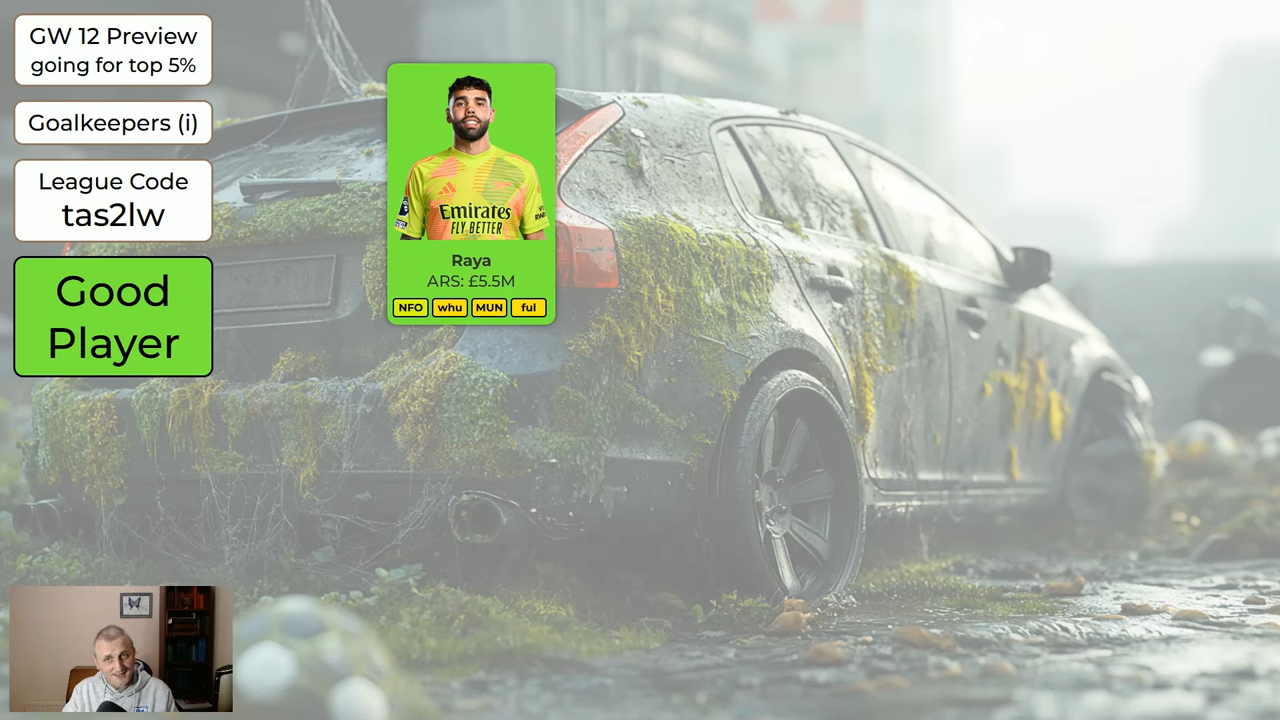 GW 12 Preview
going for top 5%
Goalkeepers (i)
League Code
tas2lw
Good
Player
Emirates
FLY BETTER
Raya
ARS: £5.5M
NFO whu MUN ful